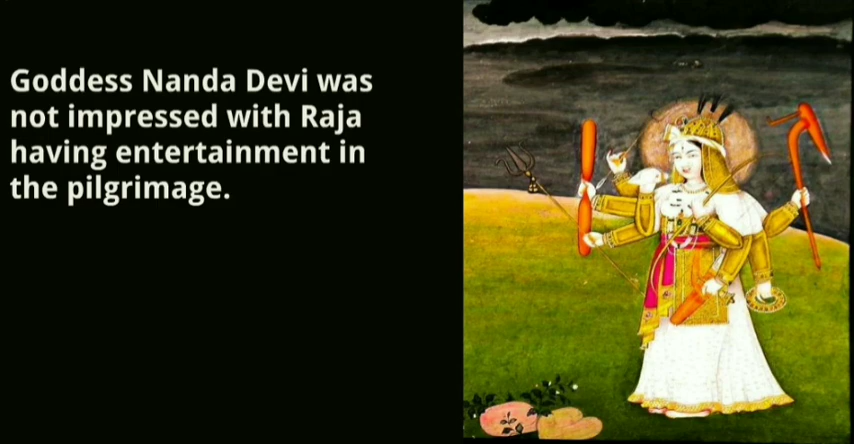 Goddess Nanda Devi was
not impressed with Raja
having entertainment in
the pilgrimage.